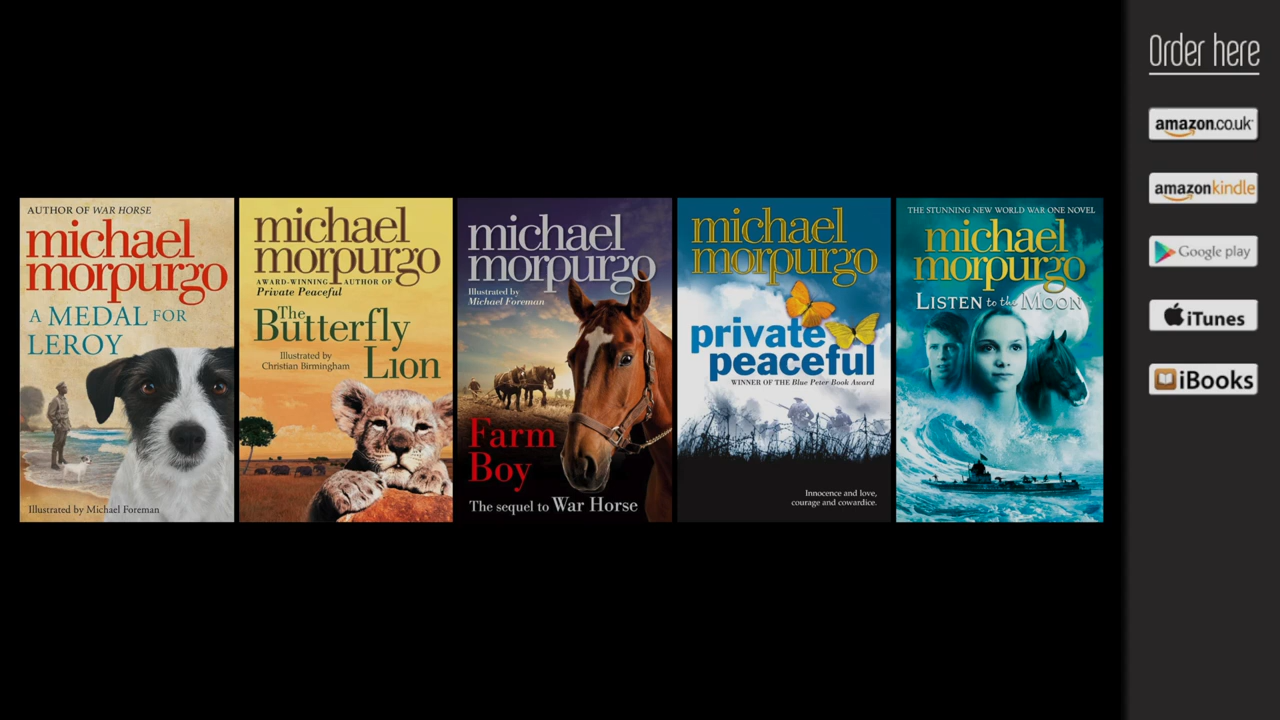 AUTHOR OF WAR HORSE
michael
morpurgo
A MEDAL FOR
LEROY
Illustrated by Michael Foreman
michael
morpurgo
AWARD-WINNING AUTHOR OF
Private Peaceful
The
Butterfly
Lion
Illustrated by
Christian Birmingham
michael
morpurgo
Illustrated by
Michael Foreman
Farm
Boy
The sequel to War Horse
michael
morpurgo
private
peaceful
WINNER OF THE Blue Peter Book Award
Innocence and love,
courage and cowardice.
THE STUNNING NEW WORLD WAR ONE NOVEL
michael
morpurgo
LISTEN to the MOON
Order here
amazon.co.uk
amazonkindle
Google play
iTunes
iBooks